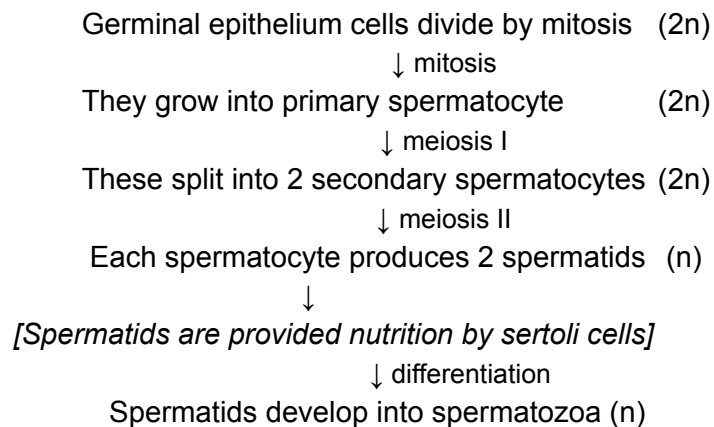 Germinal epithelium cells divide by mitosis (2n)
↓ mitosis
They grow into primary spermatocyte (2n)
↓ meiosis I
These split into 2 secondary spermatocytes (2n)
↓ meiosis II
Each spermatocyte produces 2 spermatids (n)
↓
[Spermatids are provided nutrition by sertoli cells]
↓ differentiation
Spermatids develop into spermatozoa (n)